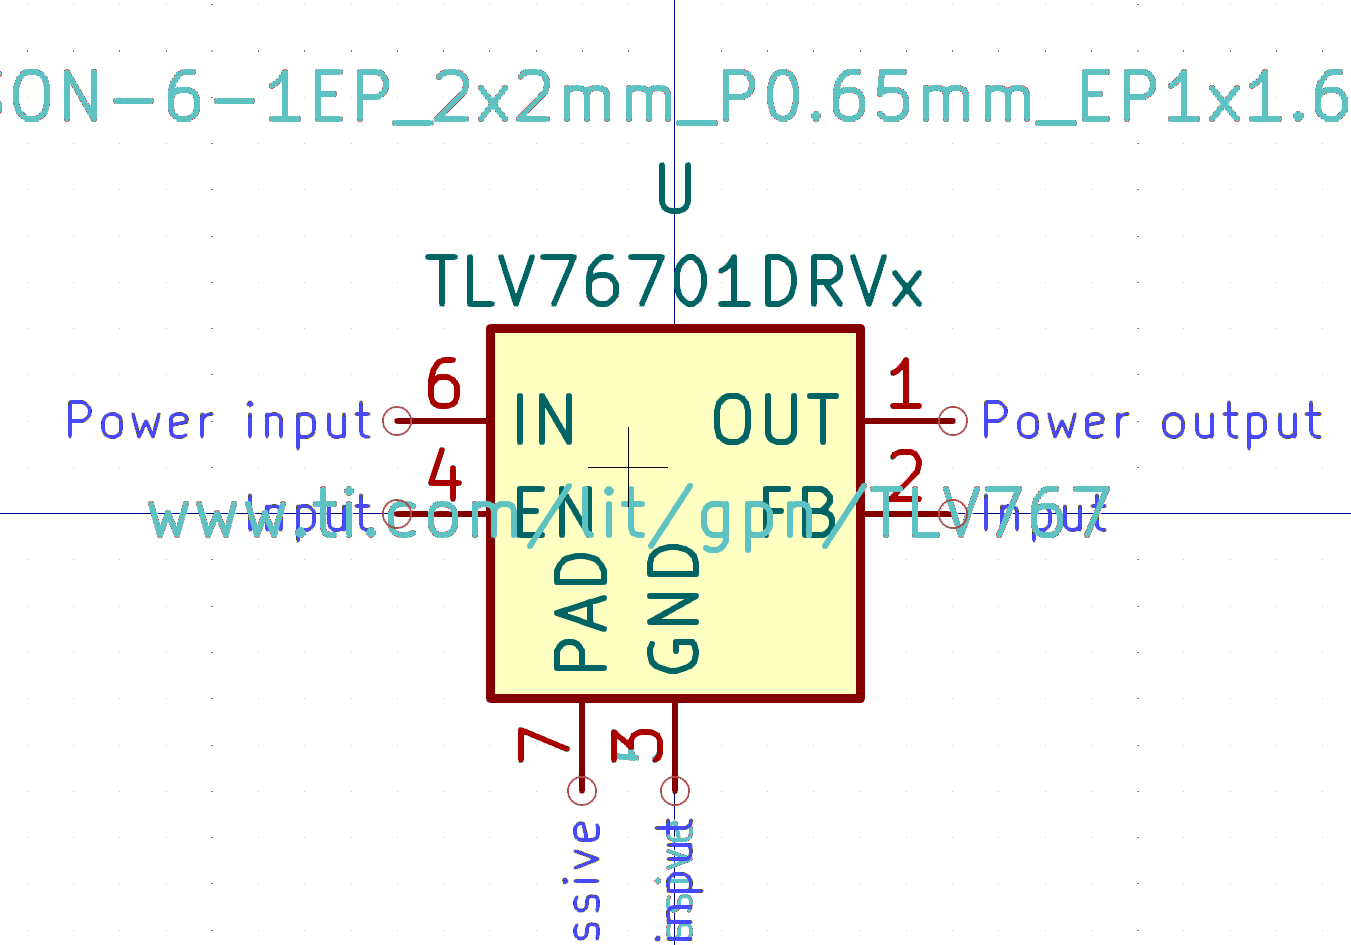 SON-6-1EP_2x2mm_P0.65mm_EP1x1.6
U
TLV76701DRVx
6 1
Power input IN OUT Power output
4 2
Input EN FB Input
www.ti.com/lit/gpn/TLV767
PAD GND
7 3
ssive input